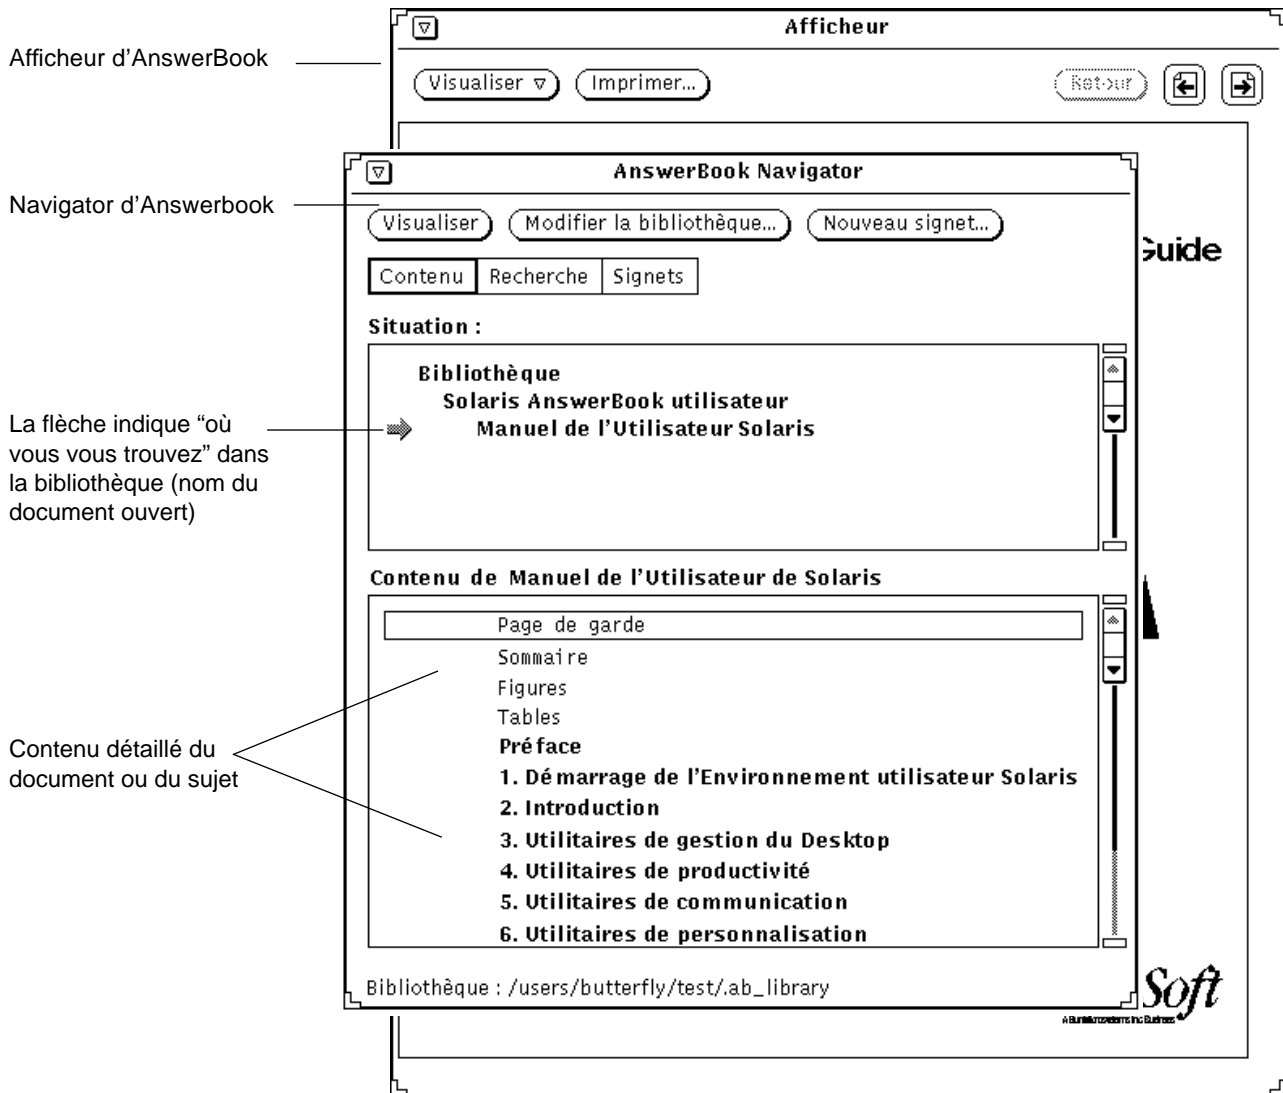 Afficheur
Afficheur d’AnswerBook
Visualiser
Imprimer...
Retour
AnswerBook Navigator
Navigator d’Answerbook
Visualiser
Modifier la bibliothèque...
Nouveau signet...
Guide
Contenu
Recherche
Signets
Situation :
Bibliothèque
Solaris AnswerBook utilisateur
Manuel de l’Utilisateur Solaris
La flèche indique “où
vous vous trouvez” dans
la bibliothèque (nom du
document ouvert)
Contenu de Manuel de l’Utilisateur de Solaris
Page de garde
Sommaire
Figures
Tables
Préface
1. Démarrage de l’Environnement utilisateur Solaris
2. Introduction
3. Utilitaires de gestion du Desktop
4. Utilitaires de productivité
5. Utilitaires de communication
6. Utilitaires de personnalisation
Contenu détaillé du
document ou du sujet
Bibliothèque : /users/butterfly/test/.ab_library
Soft